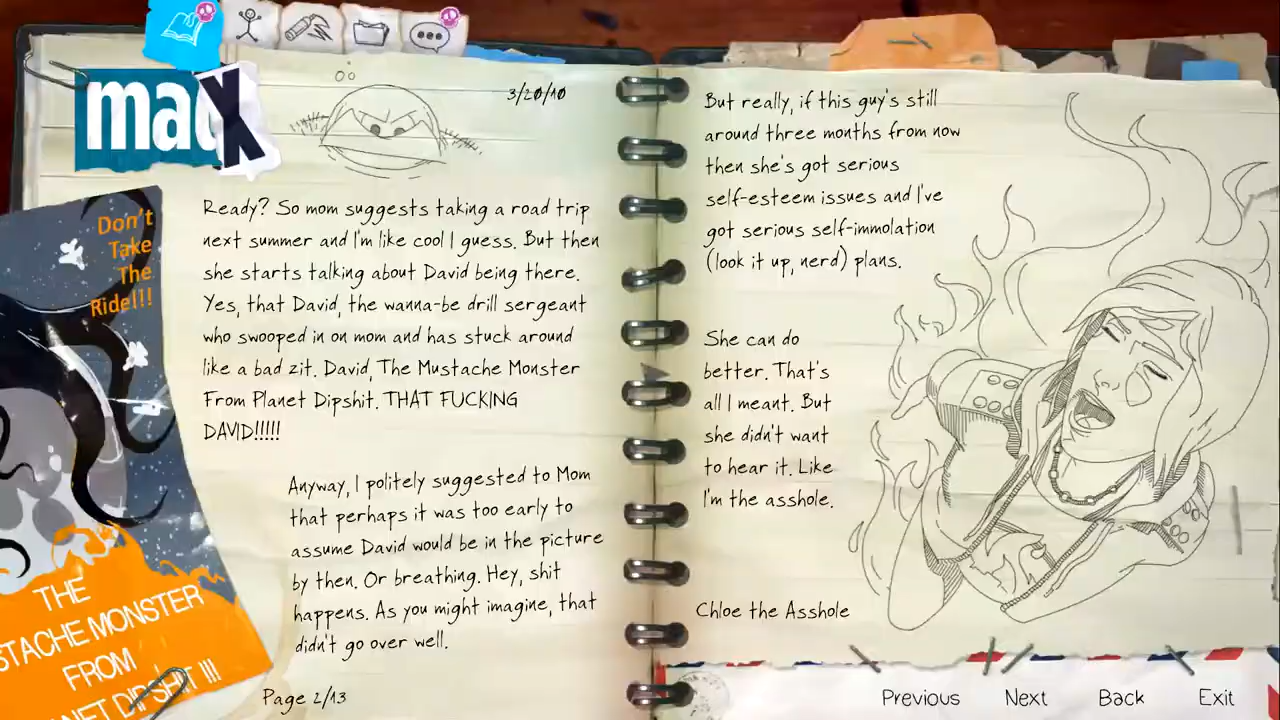 max
3/20/10
Don't
Take
The
Ride!!!
Ready? So mom suggests taking a road trip
next summer and I'm like cool I guess. But then
she starts talking about David being there.
Yes, that David, the wanna-be drill sergeant
who swooped in on mom and has stuck around
like a bad zit. David, The Mustache Monster
From Planet Dipshit. THAT FUCKING
DAVID!!!!!
Anyway, I politely suggested to Mom
that perhaps it was too early to
assume David would be in the picture
by then. Or breathing. Hey, shit
happens. As you might imagine, that
didn't go over well.
THE
STACHE MONSTER
FROM
ANET DIPSHIT !!!
Page 2/13
But really, if this guy's still
around three months from now
then she's got serious
self-esteem issues and I've
got serious self-immolation
(look it up, nerd) plans.
She can do
better. That's
all I meant. But
she didn't want
to hear it. Like
I'm the asshole.
Chloe the Asshole
Previous
Next
Back
Exit